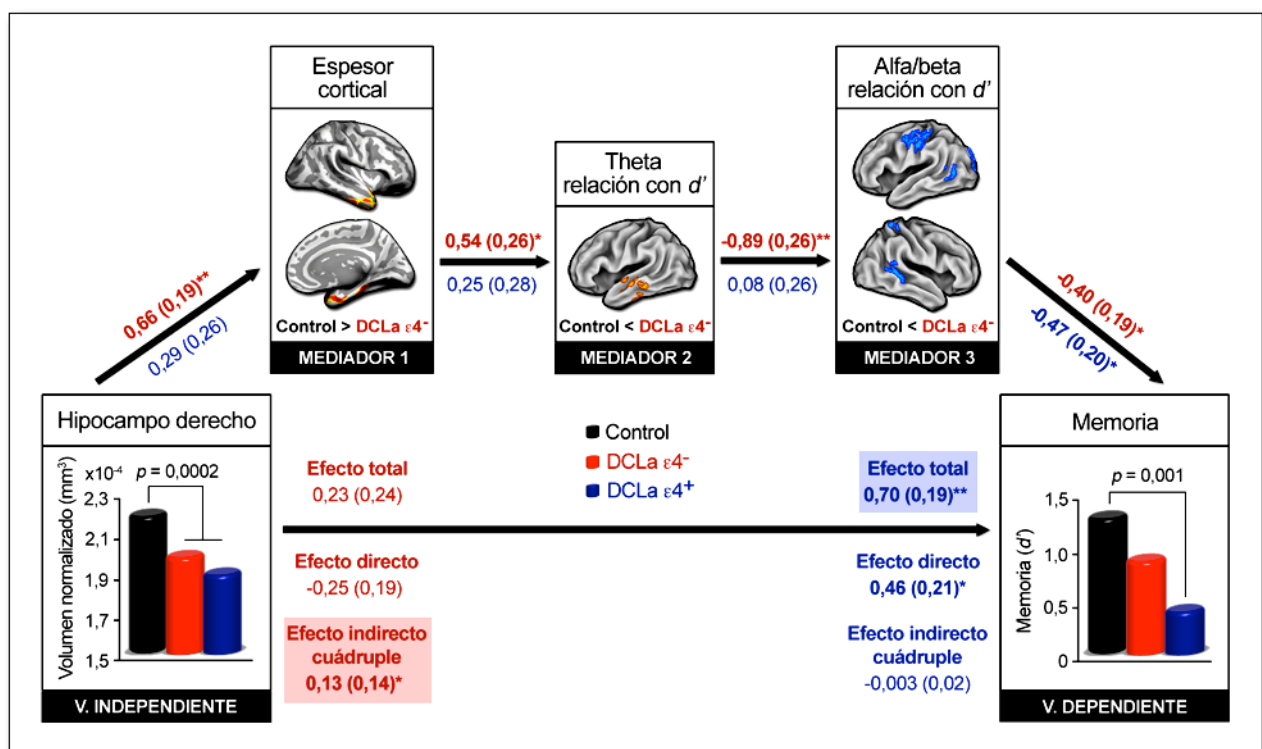 Espesor
cortical
Control > DCLa ε4⁻
MEDIADOR 1
Theta
relación con d'
Control < DCLa ε4⁻
MEDIADOR 2
Alfa/beta
relación con d'
Control < DCLa ε4⁻
MEDIADOR 3
0,66 (0,19)**
0,29 (0,26)
0,54 (0,26)*
0,25 (0,28)
-0,89 (0,26)**
0,08 (0,26)
-0,40 (0,19)*
-0,47 (0,20)*
Hipocampo derecho
Volumen normalizado (mm³)
x10⁻⁴
p = 0,0002
2,3
2,1
1,9
1,7
1,5
V. INDEPENDIENTE
Efecto total
0,23 (0,24)
Efecto directo
-0,25 (0,19)
Efecto indirecto
cuádruple
0,13 (0,14)*
Control
DCLa ε4⁻
DCLa ε4⁺
Efecto total
0,70 (0,19)**
Efecto directo
0,46 (0,21)*
Efecto indirecto
cuádruple
-0,003 (0,02)
Memoria
Memoria (d')
p = 0,001
1,5
1,0
0,5
0
V. DEPENDIENTE